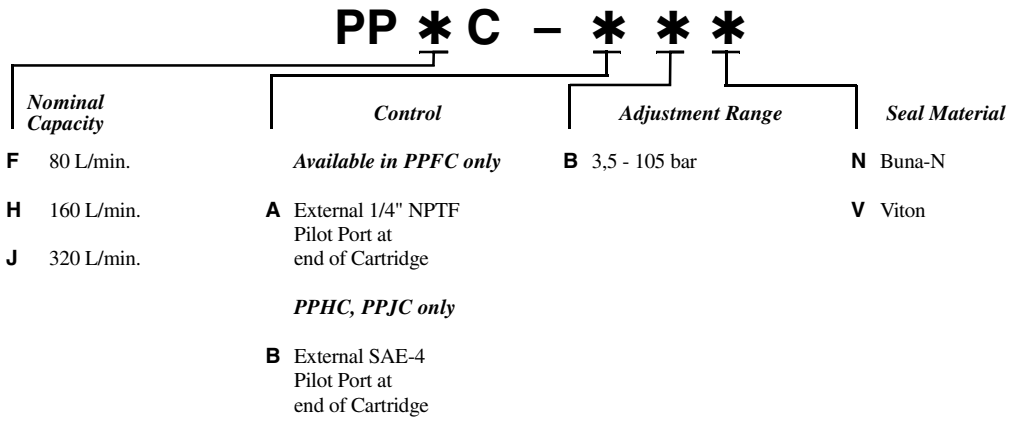 PP ✱ C – ✱ ✱ ✱
Nominal
Capacity
F 80 L/min.
H 160 L/min.
J 320 L/min.
Control
Available in PPFC only
A External 1/4" NPTF
Pilot Port at
end of Cartridge
PPHC, PPJC only
B External SAE-4
Pilot Port at
end of Cartridge
Adjustment Range
B 3,5 - 105 bar
Seal Material
N Buna-N
V Viton